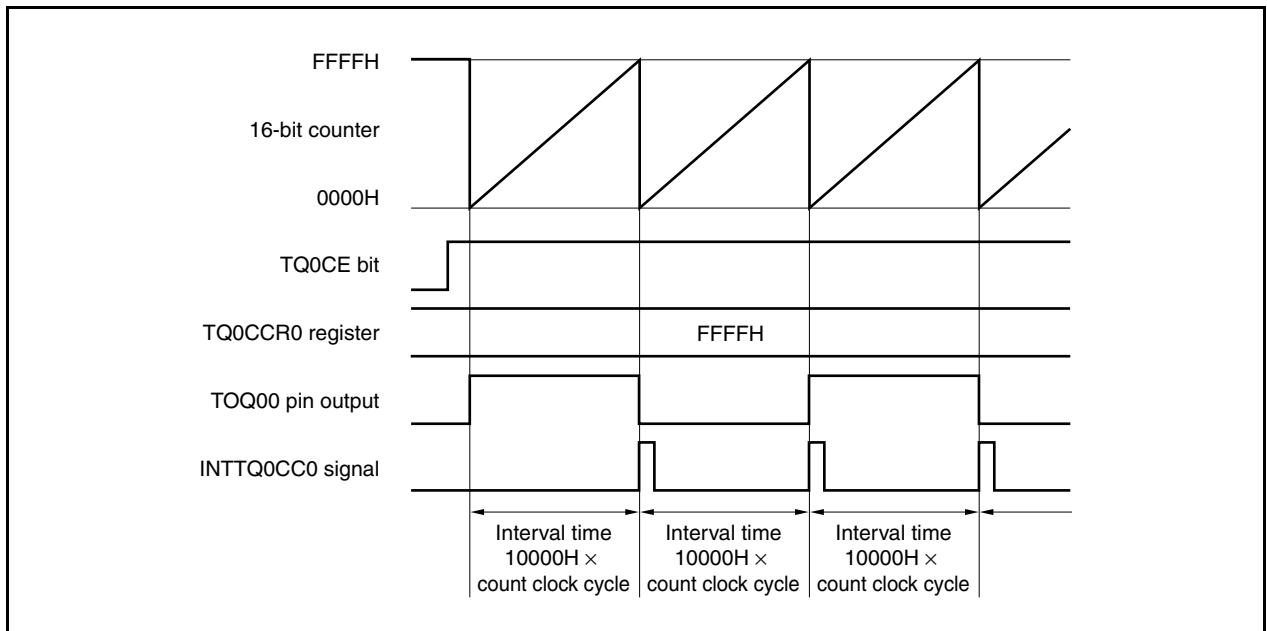 FFFFH
16-bit counter
0000H
TQ0CE bit
TQ0CCR0 register
FFFFH
TOQ00 pin output
INTTQ0CC0 signal
Interval time
10000H ×
count clock cycle
Interval time
10000H ×
count clock cycle
Interval time
10000H ×
count clock cycle